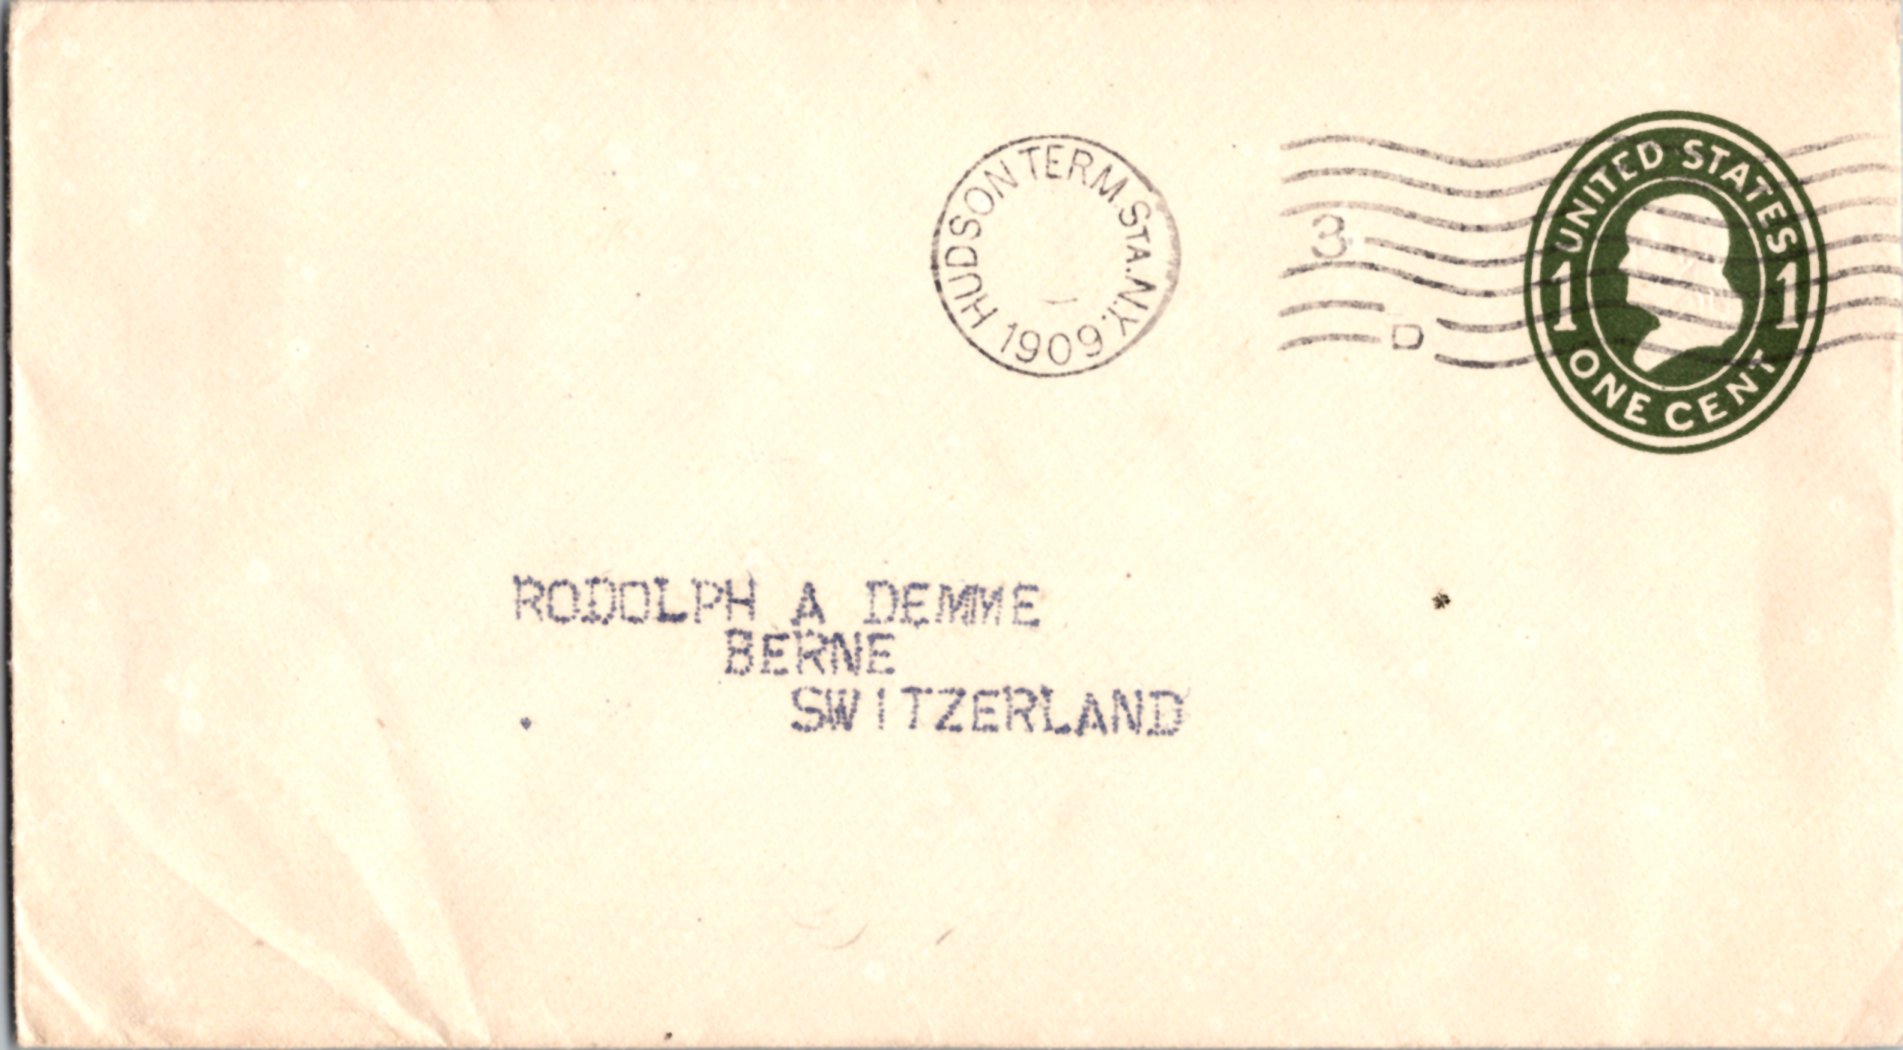 HUDSON TERM. STA. N.Y.
1909
3
D
UNITED STATES
1 1
ONE CENT
RODOLPH A DEMME
BERNE
SWITZERLAND